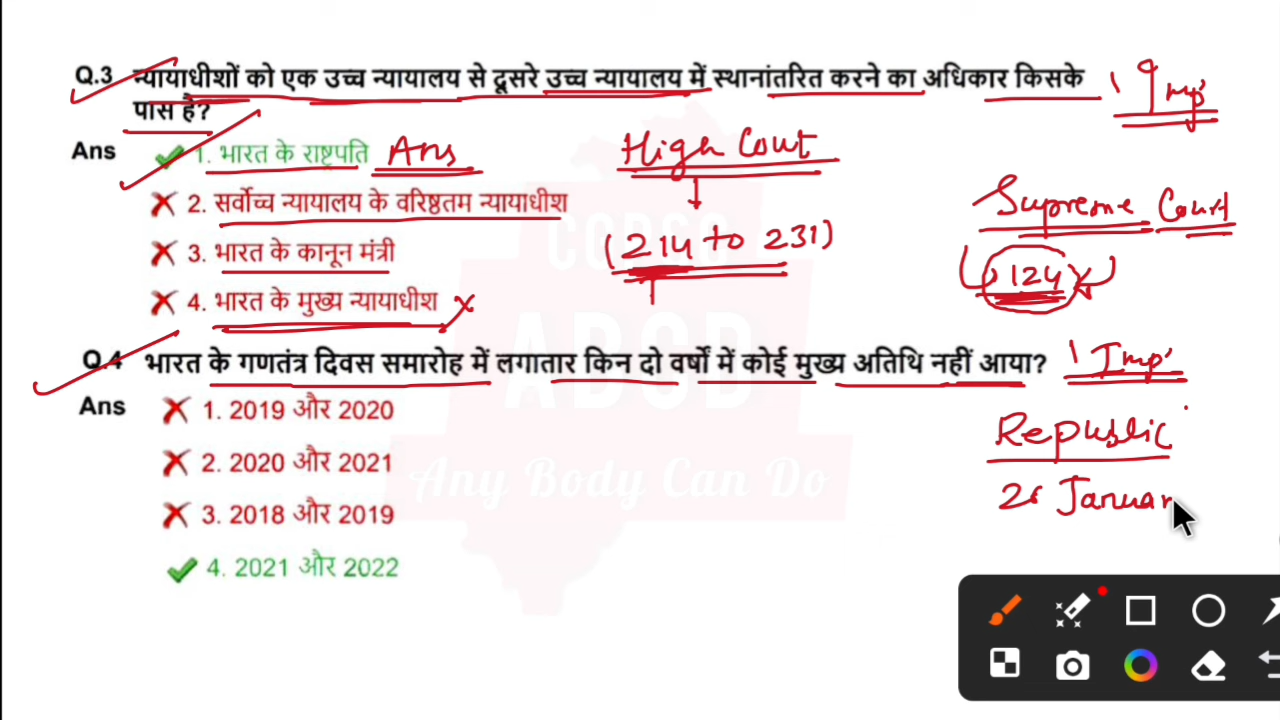 Q.3 न्यायाधीशों को एक उच्च न्यायालय से दूसरे उच्च न्यायालय में स्थानांतरित करने का अधिकार किसके
पास है?
Imp
Ans 1. भारत के राष्ट्रपति Ans
High Cout
2. सर्वोच्च न्यायालय के वरिष्ठतम न्यायाधीश
Supreme Court
(214 to 231)
3. भारत के कानून मंत्री
124
4. भारत के मुख्य न्यायाधीश
Q.4 भारत के गणतंत्र दिवस समारोह में लगातार किन दो वर्षों में कोई मुख्य अतिथि नहीं आया?
Imp
Ans 1. 2019 और 2020
Republic
2. 2020 और 2021
26 Januar
3. 2018 और 2019
4. 2021 और 2022
ABCD
Any Body Can Do